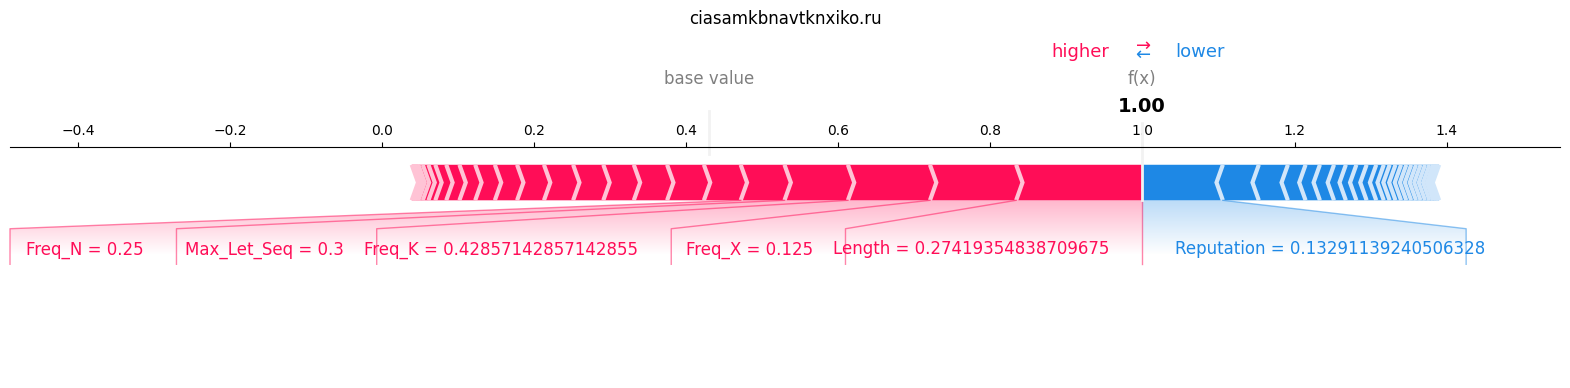 ciasamkbnavtknxiko.ru
higher ⇄ lower
base value f(x)
1.00
−0.4 −0.2 0.0 0.2 0.4 0.6 0.8 1.0 1.2 1.4
Freq_N = 0.25 Max_Let_Seq = 0.3 Freq_K = 0.42857142857142855 Freq_X = 0.125 Length = 0.27419354838709675 Reputation = 0.13291139240506328